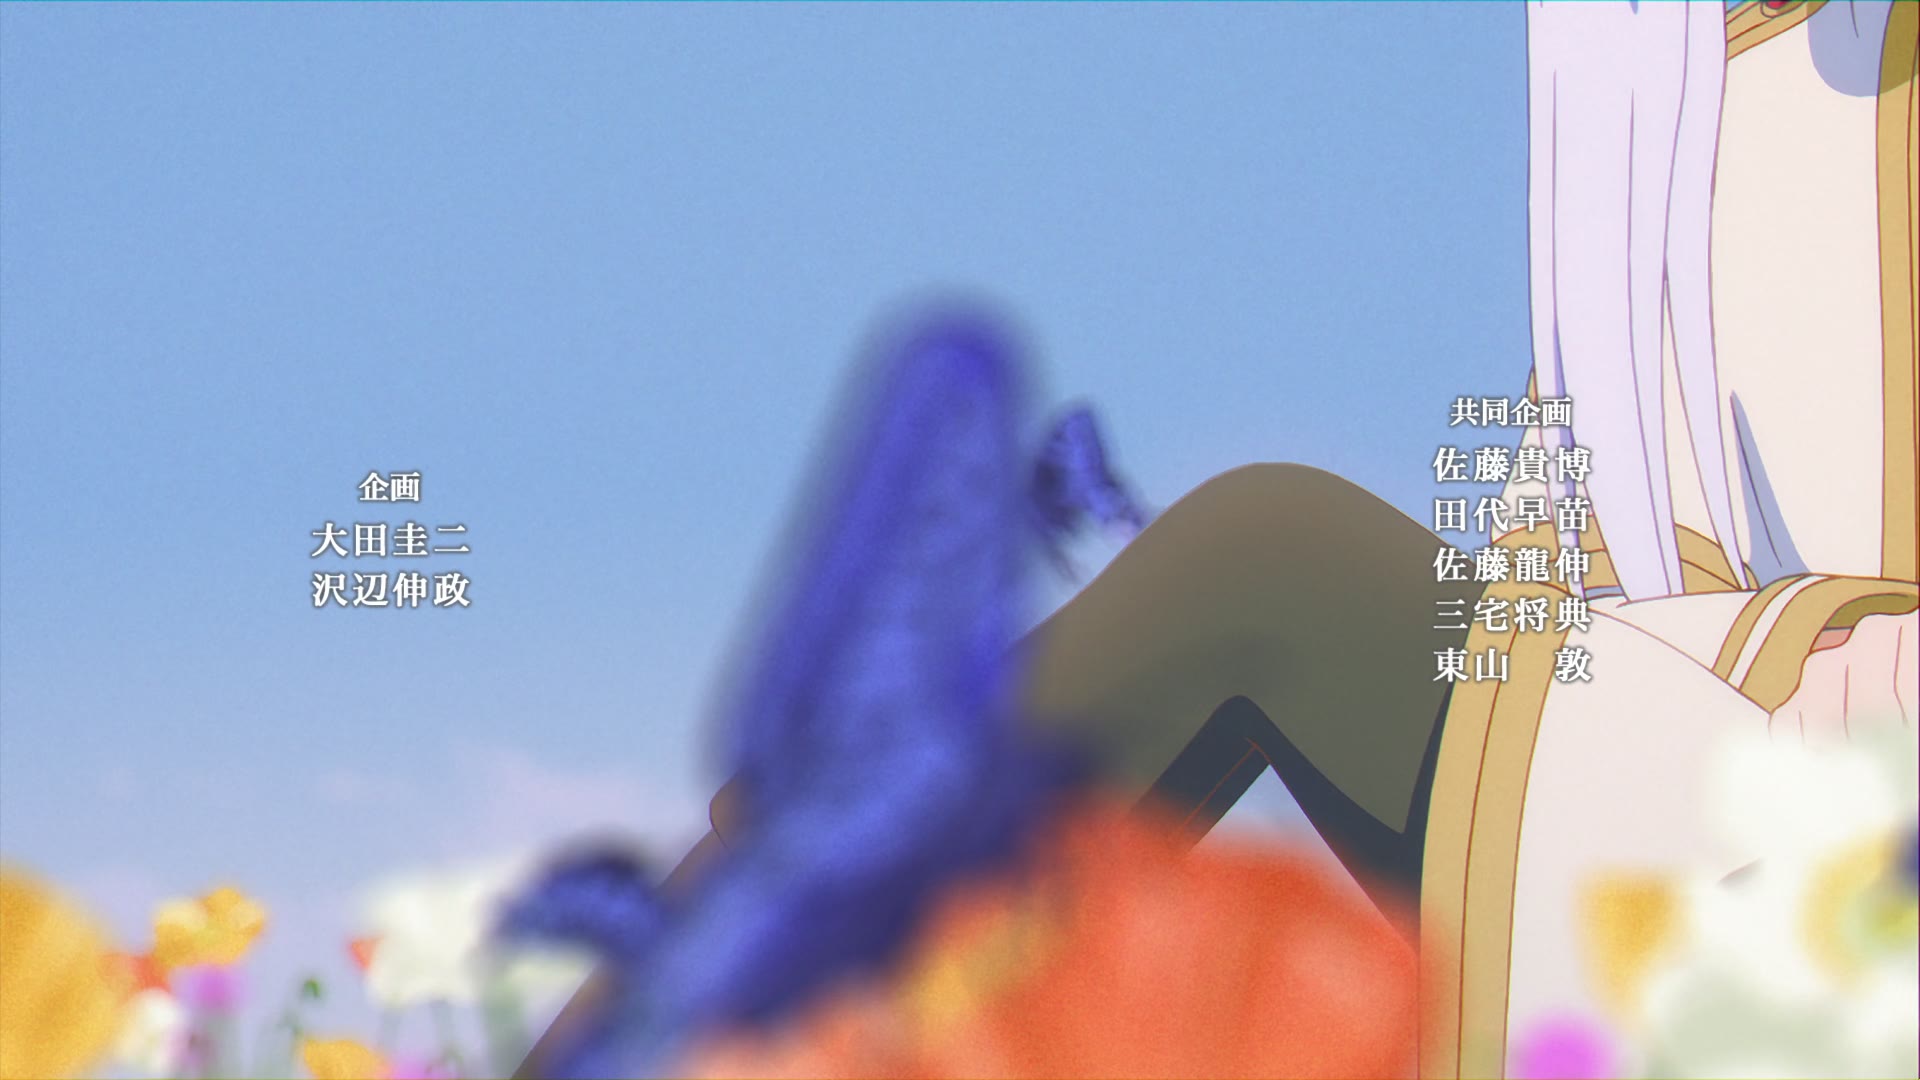 企画
大田圭二
沢辺伸政
共同企画
佐藤貴博
田代早苗
佐藤龍伸
三宅将典
東山　敦